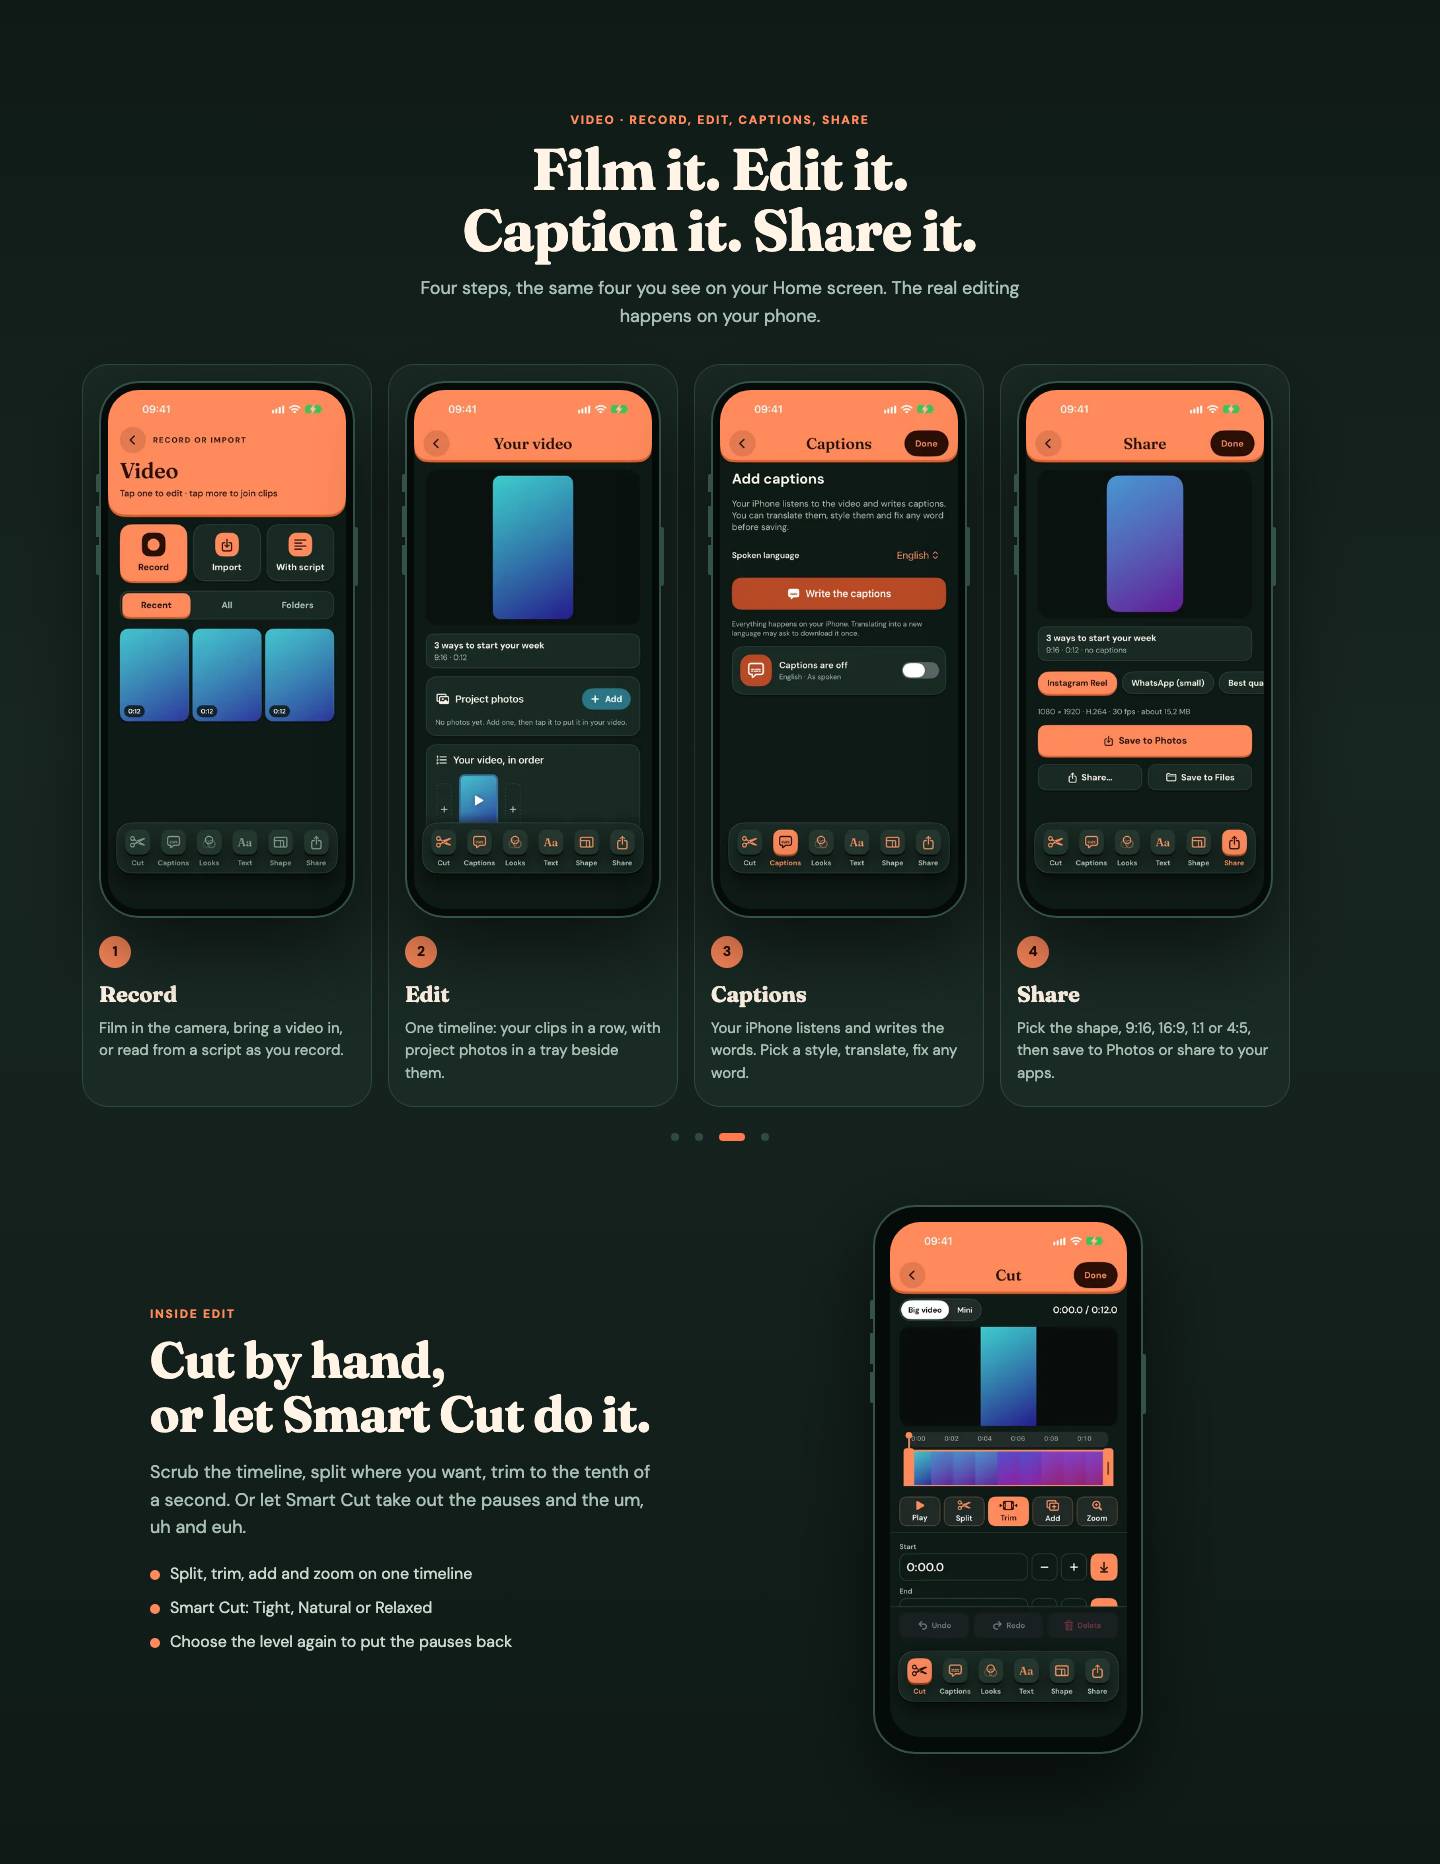 VIDEO · RECORD, EDIT, CAPTIONS, SHARE
Film it. Edit it.
Caption it. Share it.
Four steps, the same four you see on your Home screen. The real editing
happens on your phone.
09:41
RECORD OR IMPORT
Video
Tap one to edit · tap more to join clips
Record
Import
With script
Recent
All
Folders
0:12
0:12
0:12
Cut
Captions
Looks
Aa
Text
Shape
Share
1
Record
Film in the camera, bring a video in,
or read from a script as you record.
09:41
Your video
3 ways to start your week
9:16 · 0:12
Project photos
+ Add
No photos yet. Add one, then tap it to put it in your video.
Your video, in order
+
+
Cut
Captions
Looks
Aa
Text
Shape
Share
2
Edit
One timeline: your clips in a row, with
project photos in a tray beside
them.
09:41
Captions
Done
Add captions
Your iPhone listens to the video and writes captions.
You can translate them, style them and fix any word
before saving.
Spoken language
English
Write the captions
Everything happens on your iPhone. Translating into a new
language may ask to download it once.
Captions are off
English · As spoken
Cut
Captions
Looks
Aa
Text
Shape
Share
3
Captions
Your iPhone listens and writes the
words. Pick a style, translate, fix any
word.
09:41
Share
Done
3 ways to start your week
9:16 · 0:12 · no captions
Instagram Reel
WhatsApp (small)
Best qua
1080 × 1920 · H.264 · 30 fps · about 15.2 MB
Save to Photos
Share...
Save to Files
Cut
Captions
Looks
Aa
Text
Shape
Share
4
Share
Pick the shape, 9:16, 16:9, 1:1 or 4:5,
then save to Photos or share to your
apps.
INSIDE EDIT
Cut by hand,
or let Smart Cut do it.
Scrub the timeline, split where you want, trim to the tenth of
a second. Or let Smart Cut take out the pauses and the um,
uh and euh.
Split, trim, add and zoom on one timeline
Smart Cut: Tight, Natural or Relaxed
Choose the level again to put the pauses back
09:41
Cut
Done
Big video
Mini
0:00.0 / 0:12.0
0:00
0:02
0:04
0:06
0:08
0:10
Play
Split
Trim
Add
Zoom
Start
0:00.0
−
+
End
Undo
Redo
Delete
Cut
Captions
Looks
Aa
Text
Shape
Share